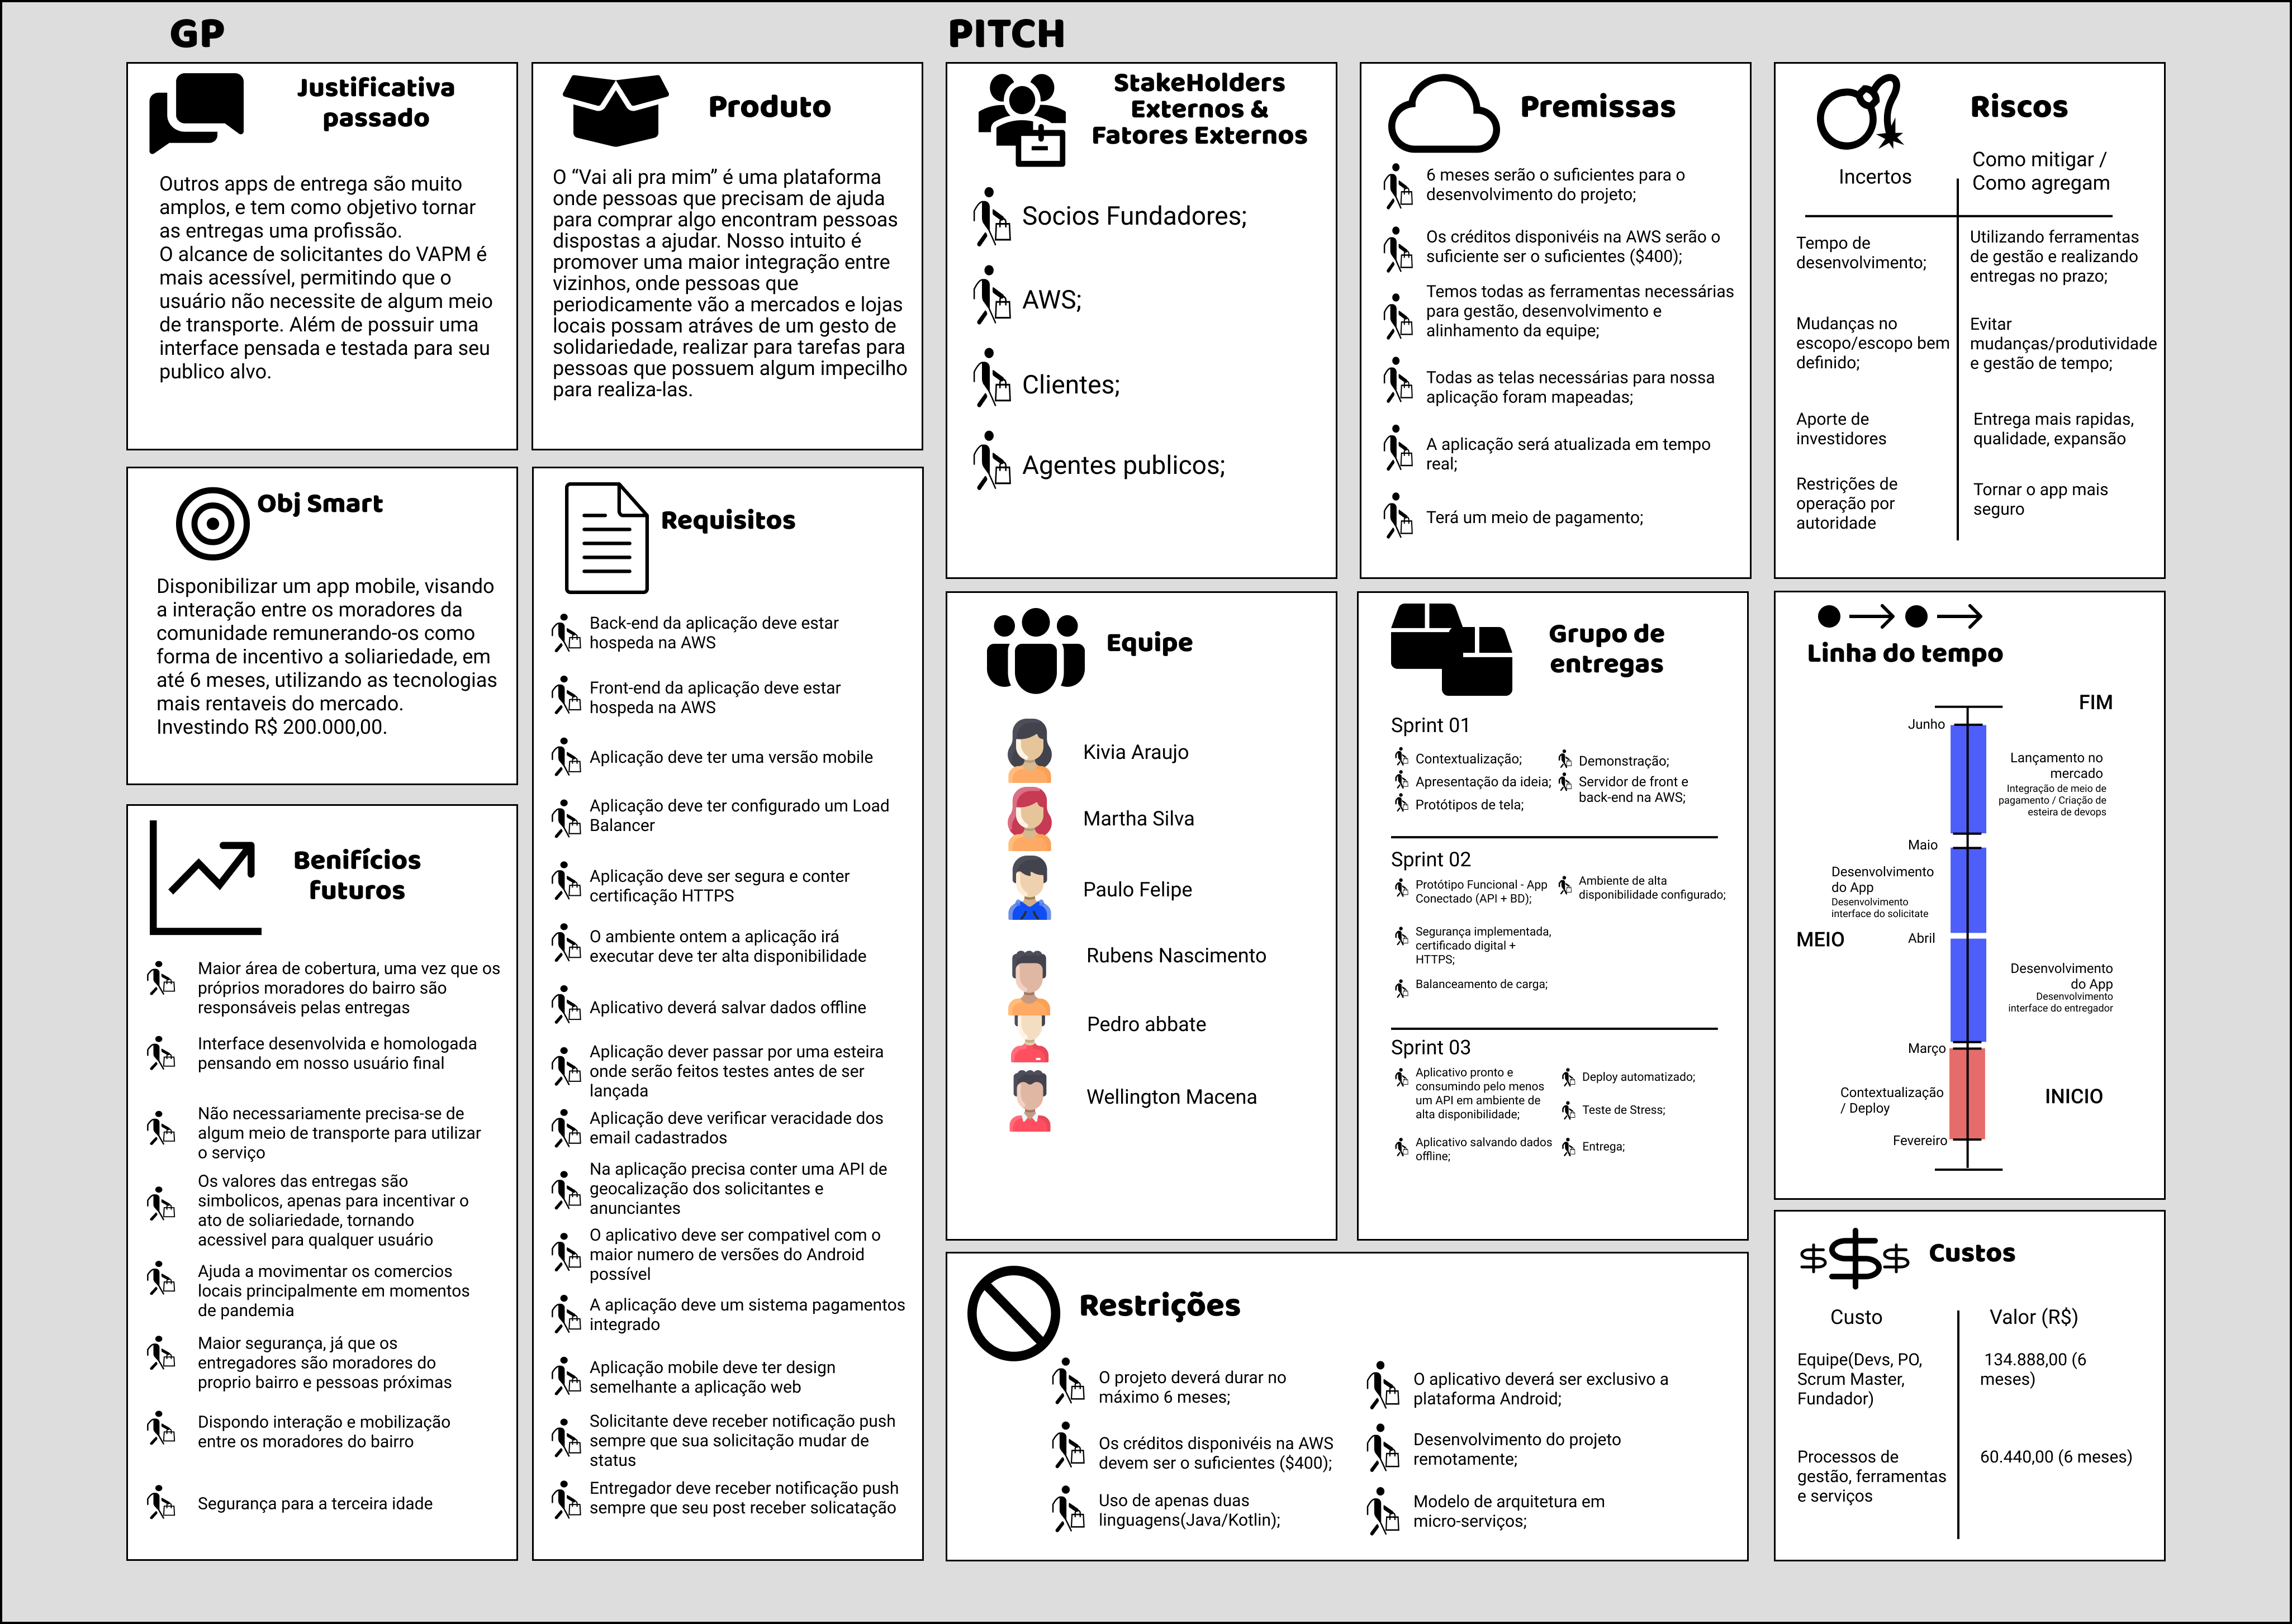 GP
PITCH
Justificativa
passado
Outros apps de entrega são muito
amplos, e tem como objetivo tornar
as entregas uma profissão.
O alcance de solicitantes do VAPM é
mais acessível, permitindo que o
usuário não necessite de algum meio
de transporte. Além de possuir uma
interface pensada e testada para seu
publico alvo.
Produto
O “Vai ali pra mim” é uma plataforma
onde pessoas que precisam de ajuda
para comprar algo encontram pessoas
dispostas a ajudar. Nosso intuito é
promover uma maior integração entre
vizinhos, onde pessoas que
periodicamente vão a mercados e lojas
locais possam atráves de um gesto de
solidariedade, realizar para tarefas para
pessoas que possuem algum impecilho
para realiza-las.
Obj Smart
Disponibilizar um app mobile, visando
a interação entre os moradores da
comunidade remunerando-os como
forma de incentivo a soliariedade, em
até 6 meses, utilizando as tecnologias
mais rentaveis do mercado.
Investindo R$ 200.000,00.
Benifícios
futuros
Maior área de cobertura, uma vez que os
próprios moradores do bairro são
responsáveis pelas entregas
Interface desenvolvida e homologada
pensando em nosso usuário final
Não necessariamente precisa-se de
algum meio de transporte para utilizar
o serviço
Os valores das entregas são
simbolicos, apenas para incentivar o
ato de soliariedade, tornando
acessivel para qualquer usuário
Ajuda a movimentar os comercios
locais principalmente em momentos
de pandemia
Maior segurança, já que os
entregadores são moradores do
proprio bairro e pessoas próximas
Dispondo interação e mobilização
entre os moradores do bairro
Segurança para a terceira idade
Requisitos
Back-end da aplicação deve estar
hospeda na AWS
Front-end da aplicação deve estar
hospeda na AWS
Aplicação deve ter uma versão mobile
Aplicação deve ter configurado um Load
Balancer
Aplicação deve ser segura e conter
certificação HTTPS
O ambiente ontem a aplicação irá
executar deve ter alta disponibilidade
Aplicativo deverá salvar dados offline
Aplicação dever passar por uma esteira
onde serão feitos testes antes de ser
lançada
Aplicação deve verificar veracidade dos
email cadastrados
Na aplicação precisa conter uma API de
geocalização dos solicitantes e
anunciantes
O aplicativo deve ser compativel com o
maior numero de versões do Android
possível
A aplicação deve um sistema pagamentos
integrado
Aplicação mobile deve ter design
semelhante a aplicação web
Solicitante deve receber notificação push
sempre que sua solicitação mudar de
status
Entregador deve receber notificação push
sempre que seu post receber solicatação
StakeHolders
Externos &
Fatores Externos
Socios Fundadores;
AWS;
Clientes;
Agentes publicos;
Premissas
6 meses serão o suficientes para o
desenvolvimento do projeto;
Os créditos disponivéis na AWS serão o
suficiente ser o suficientes ($400);
Temos todas as ferramentas necessárias
para gestão, desenvolvimento e
alinhamento da equipe;
Todas as telas necessárias para nossa
aplicação foram mapeadas;
A aplicação será atualizada em tempo
real;
Terá um meio de pagamento;
Riscos
Incertos
Como mitigar /
Como agregam
Tempo de
desenvolvimento;
Utilizando ferramentas
de gestão e realizando
entregas no prazo;
Mudanças no
escopo/escopo bem
definido;
Evitar
mudanças/produtividade
e gestão de tempo;
Aporte de
investidores
Entrega mais rapidas,
qualidade, expansão
Restrições de
operação por
autoridade
Tornar o app mais
seguro
Equipe
Kivia Araujo
Martha Silva
Paulo Felipe
Rubens Nascimento
Pedro abbate
Wellington Macena
Grupo de
entregas
Sprint 01
Contextualização;
Apresentação da ideia;
Protótipos de tela;
Demonstração;
Servidor de front e
back-end na AWS;
Sprint 02
Protótipo Funcional - App
Conectado (API + BD);
Segurança implementada,
certificado digital +
HTTPS;
Balanceamento de carga;
Ambiente de alta
disponibilidade configurado;
Sprint 03
Aplicativo pronto e
consumindo pelo menos
um API em ambiente de
alta disponibilidade;
Aplicativo salvando dados
offline;
Deploy automatizado;
Teste de Stress;
Entrega;
Linha do tempo
FIM
Junho
Lançamento no
mercado
Integração de meio de
pagamento / Criação de
esteira de devops
Maio
Desenvolvimento
do App
Desenvolvimento
interface do solicitate
MEIO
Abril
Desenvolvimento
do App
Desenvolvimento
interface do entregador
Março
Contextualização
/ Deploy
INICIO
Fevereiro
Restrições
O projeto deverá durar no
máximo 6 meses;
Os créditos disponivéis na AWS
devem ser o suficientes ($400);
Uso de apenas duas
linguagens(Java/Kotlin);
O aplicativo deverá ser exclusivo a
plataforma Android;
Desenvolvimento do projeto
remotamente;
Modelo de arquitetura em
micro-serviços;
Custos
Custo
Valor (R$)
Equipe(Devs, PO,
Scrum Master,
Fundador)
134.888,00 (6
meses)
Processos de
gestão, ferramentas
e serviços
60.440,00 (6 meses)